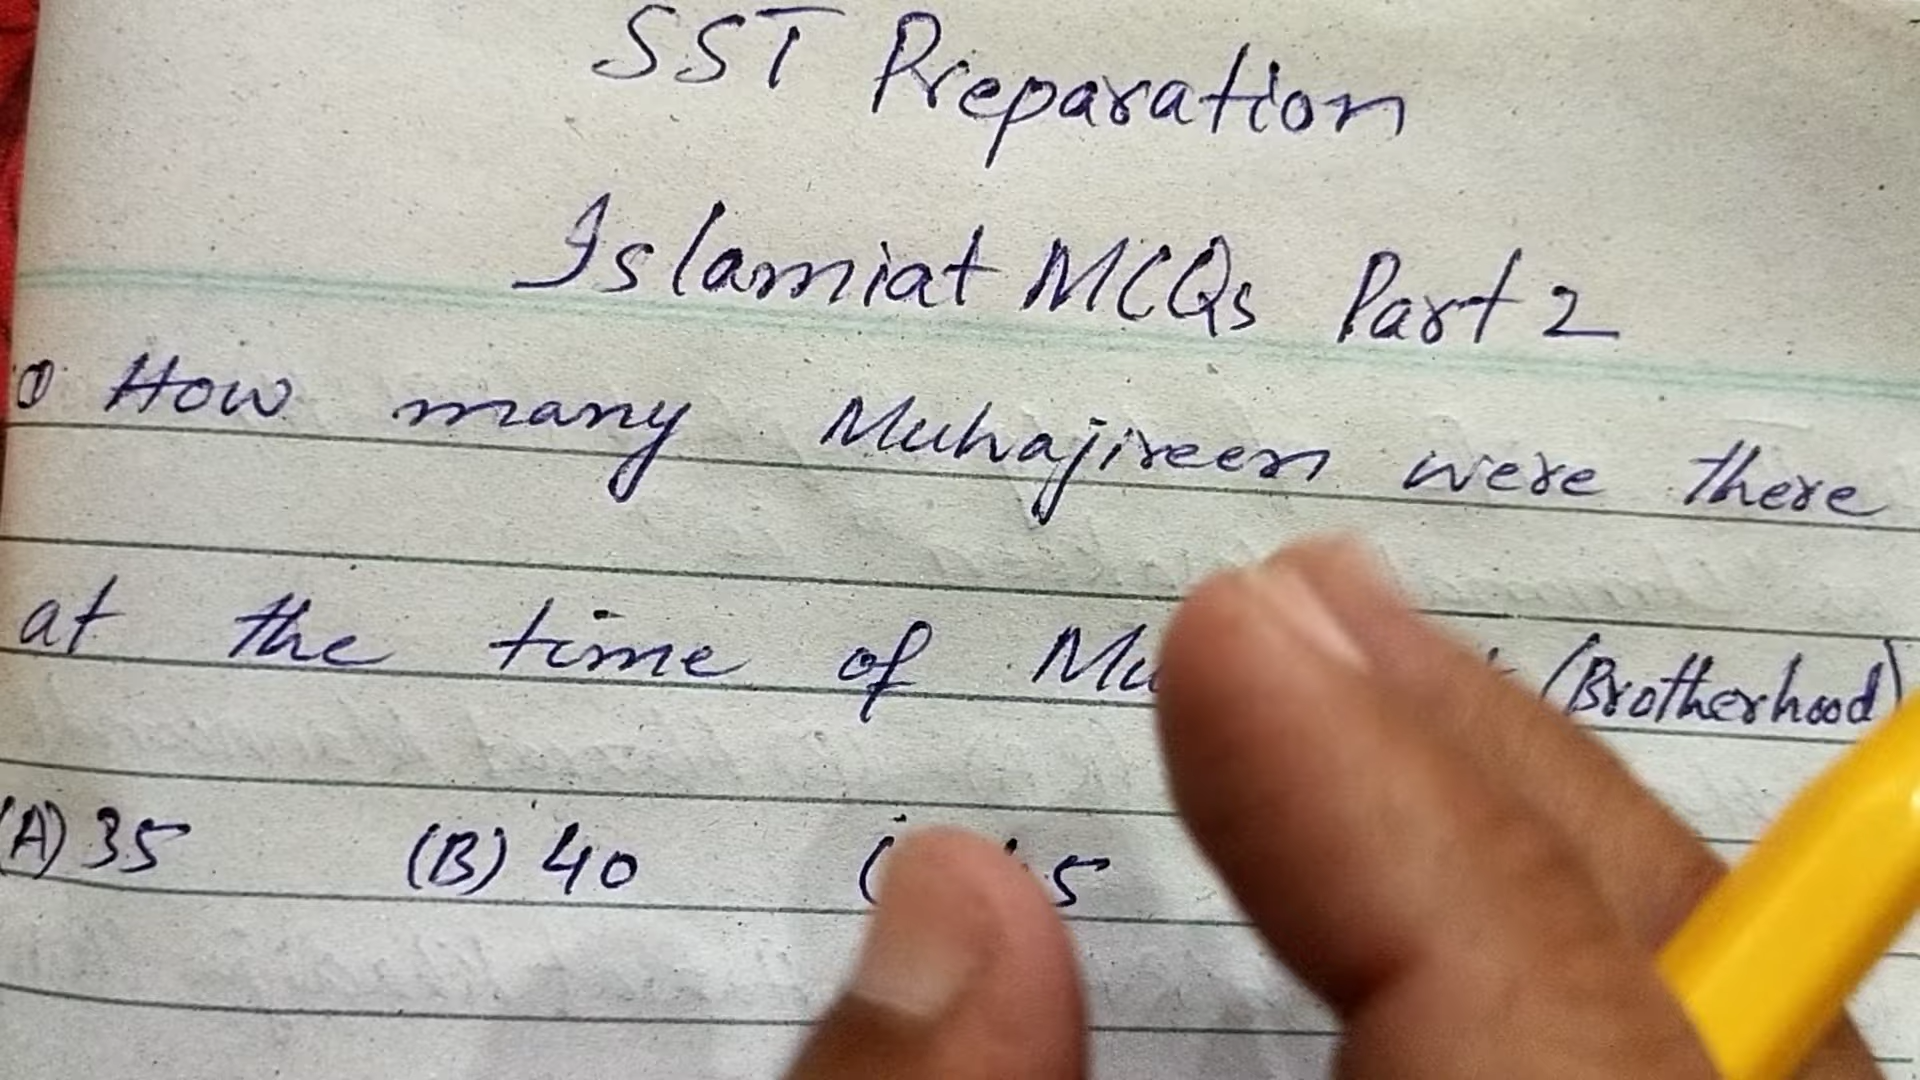 SST Preparation
Islamiat MCQs Part 2
① How many Muhajireen were there
at the time of (Brotherhood)
(A) 35 (B) 40